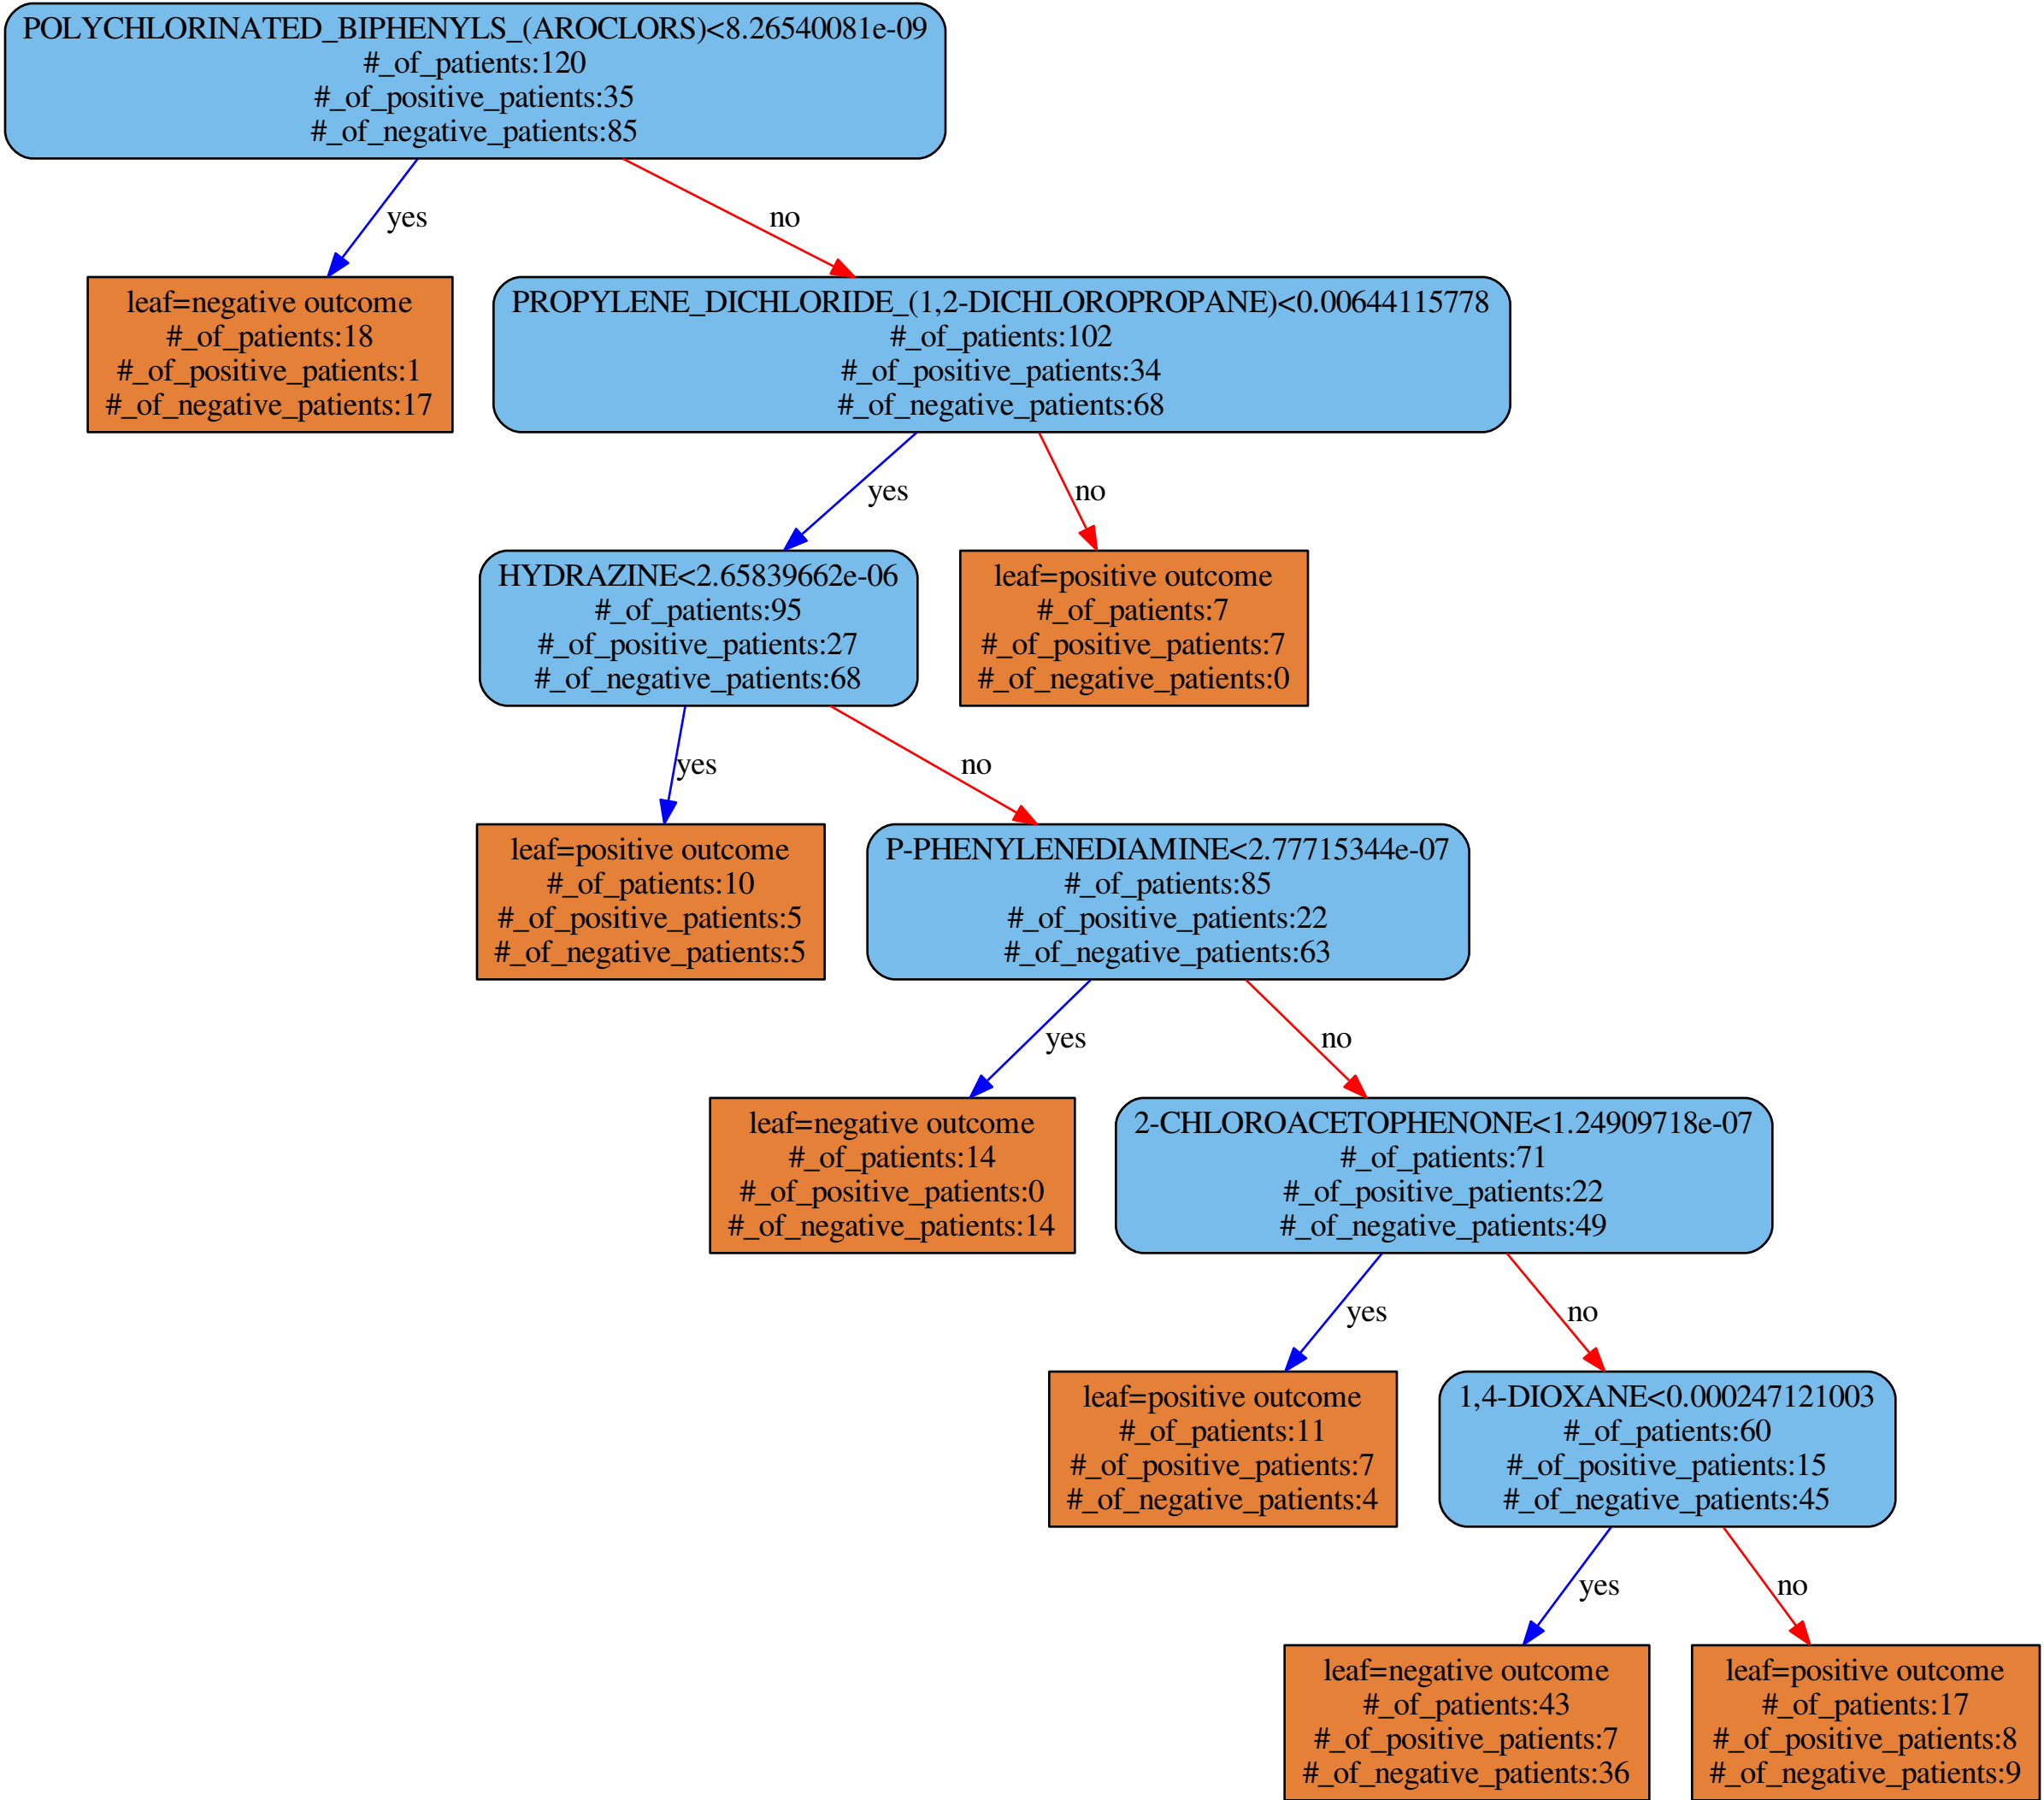 POLYCHLORINATED_BIPHENYLS_(AROCLORS)<8.26540081e-09
#_of_patients:120
#_of_positive_patients:35
#_of_negative_patients:85
yes
no
leaf=negative outcome
#_of_patients:18
#_of_positive_patients:1
#_of_negative_patients:17
PROPYLENE_DICHLORIDE_(1,2-DICHLOROPROPANE)<0.00644115778
#_of_patients:102
#_of_positive_patients:34
#_of_negative_patients:68
yes
no
HYDRAZINE<2.65839662e-06
#_of_patients:95
#_of_positive_patients:27
#_of_negative_patients:68
leaf=positive outcome
#_of_patients:7
#_of_positive_patients:7
#_of_negative_patients:0
yes
no
leaf=positive outcome
#_of_patients:10
#_of_positive_patients:5
#_of_negative_patients:5
P-PHENYLENEDIAMINE<2.77715344e-07
#_of_patients:85
#_of_positive_patients:22
#_of_negative_patients:63
yes
no
leaf=negative outcome
#_of_patients:14
#_of_positive_patients:0
#_of_negative_patients:14
2-CHLOROACETOPHENONE<1.24909718e-07
#_of_patients:71
#_of_positive_patients:22
#_of_negative_patients:49
yes
no
leaf=positive outcome
#_of_patients:11
#_of_positive_patients:7
#_of_negative_patients:4
1,4-DIOXANE<0.000247121003
#_of_patients:60
#_of_positive_patients:15
#_of_negative_patients:45
yes
no
leaf=negative outcome
#_of_patients:43
#_of_positive_patients:7
#_of_negative_patients:36
leaf=positive outcome
#_of_patients:17
#_of_positive_patients:8
#_of_negative_patients:9